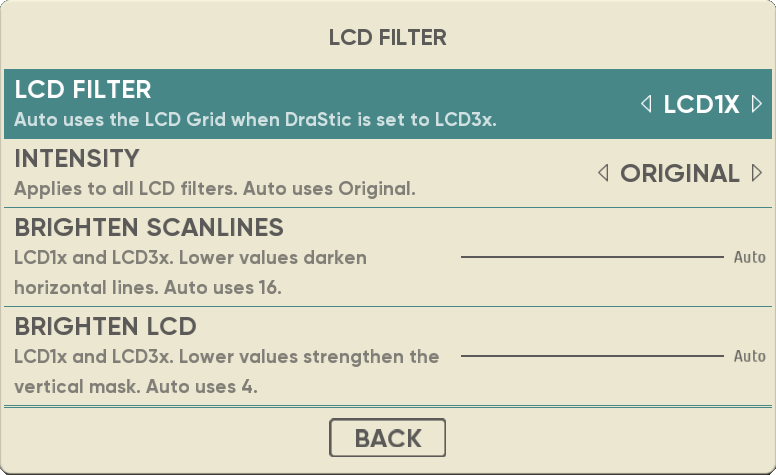 LCD FILTER
LCD FILTER
Auto uses the LCD Grid when DraStic is set to LCD3x.
LCD1X
INTENSITY
Applies to all LCD filters. Auto uses Original.
ORIGINAL
BRIGHTEN SCANLINES
LCD1x and LCD3x. Lower values darken
horizontal lines. Auto uses 16.
Auto
BRIGHTEN LCD
LCD1x and LCD3x. Lower values strengthen the
vertical mask. Auto uses 4.
Auto
BACK